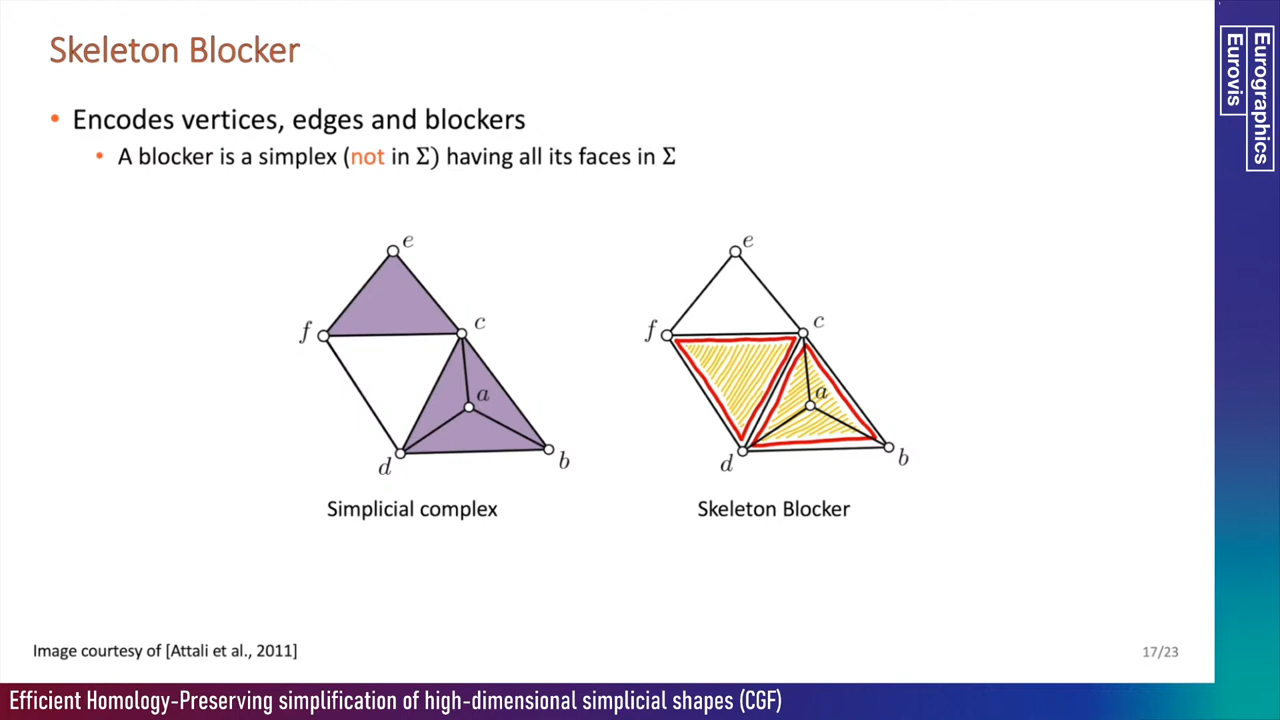 Skeleton Blocker
• Encodes vertices, edges and blockers
• A blocker is a simplex (not in Σ) having all its faces in Σ
e
f
c
a
d
b
Simplicial complex
e
f
c
a
d
b
Skeleton Blocker
Image courtesy of [Attali et al., 2011]
17/23
Eurographics
Eurovis
Efficient Homology-Preserving simplification of high-dimensional simplicial shapes (CGF)